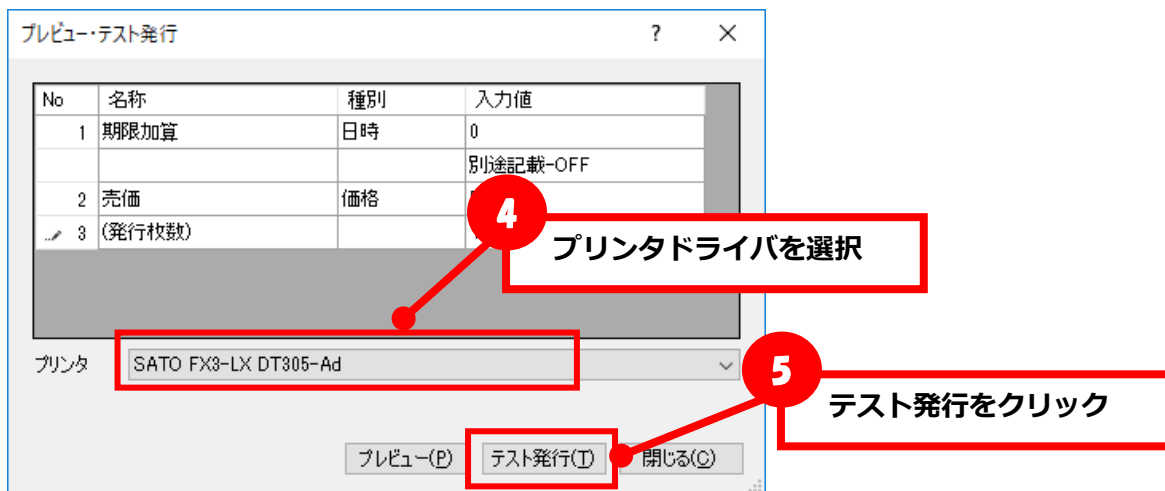 プレビュー・テスト発行
No 名称 種別 入力値
1 期限加算 日時 0
別途記載-OFF
2 売価 価格
3 (発行枚数)
4
プリンタドライバを選択
プリンタ SATO FX3-LX DT305-Ad
5
テスト発行をクリック
プレビュー(P) テスト発行(T) 閉じる(C)